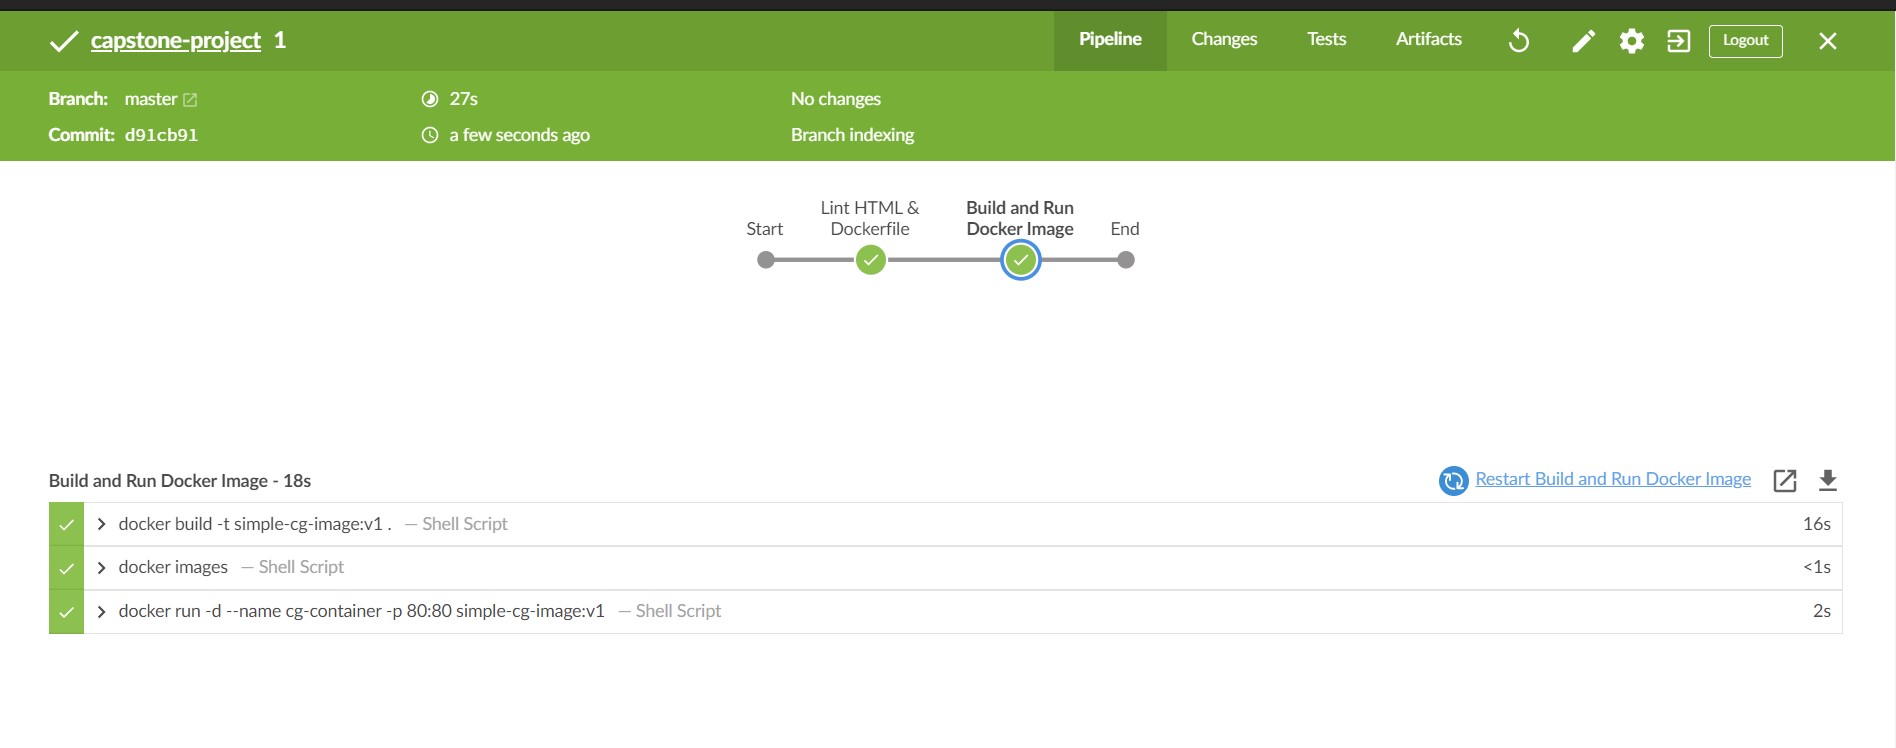 capstone-project 1
Pipeline Changes Tests Artifacts Logout
Branch: master 27s No changes
Commit: d91cb91 a few seconds ago Branch indexing
Start
Lint HTML &
Dockerfile
Build and Run
Docker Image
End
Build and Run Docker Image - 18s
Restart Build and Run Docker Image
docker build -t simple-cg-image:v1 . — Shell Script 16s
docker images — Shell Script <1s
docker run -d --name cg-container -p 80:80 simple-cg-image:v1 — Shell Script 2s